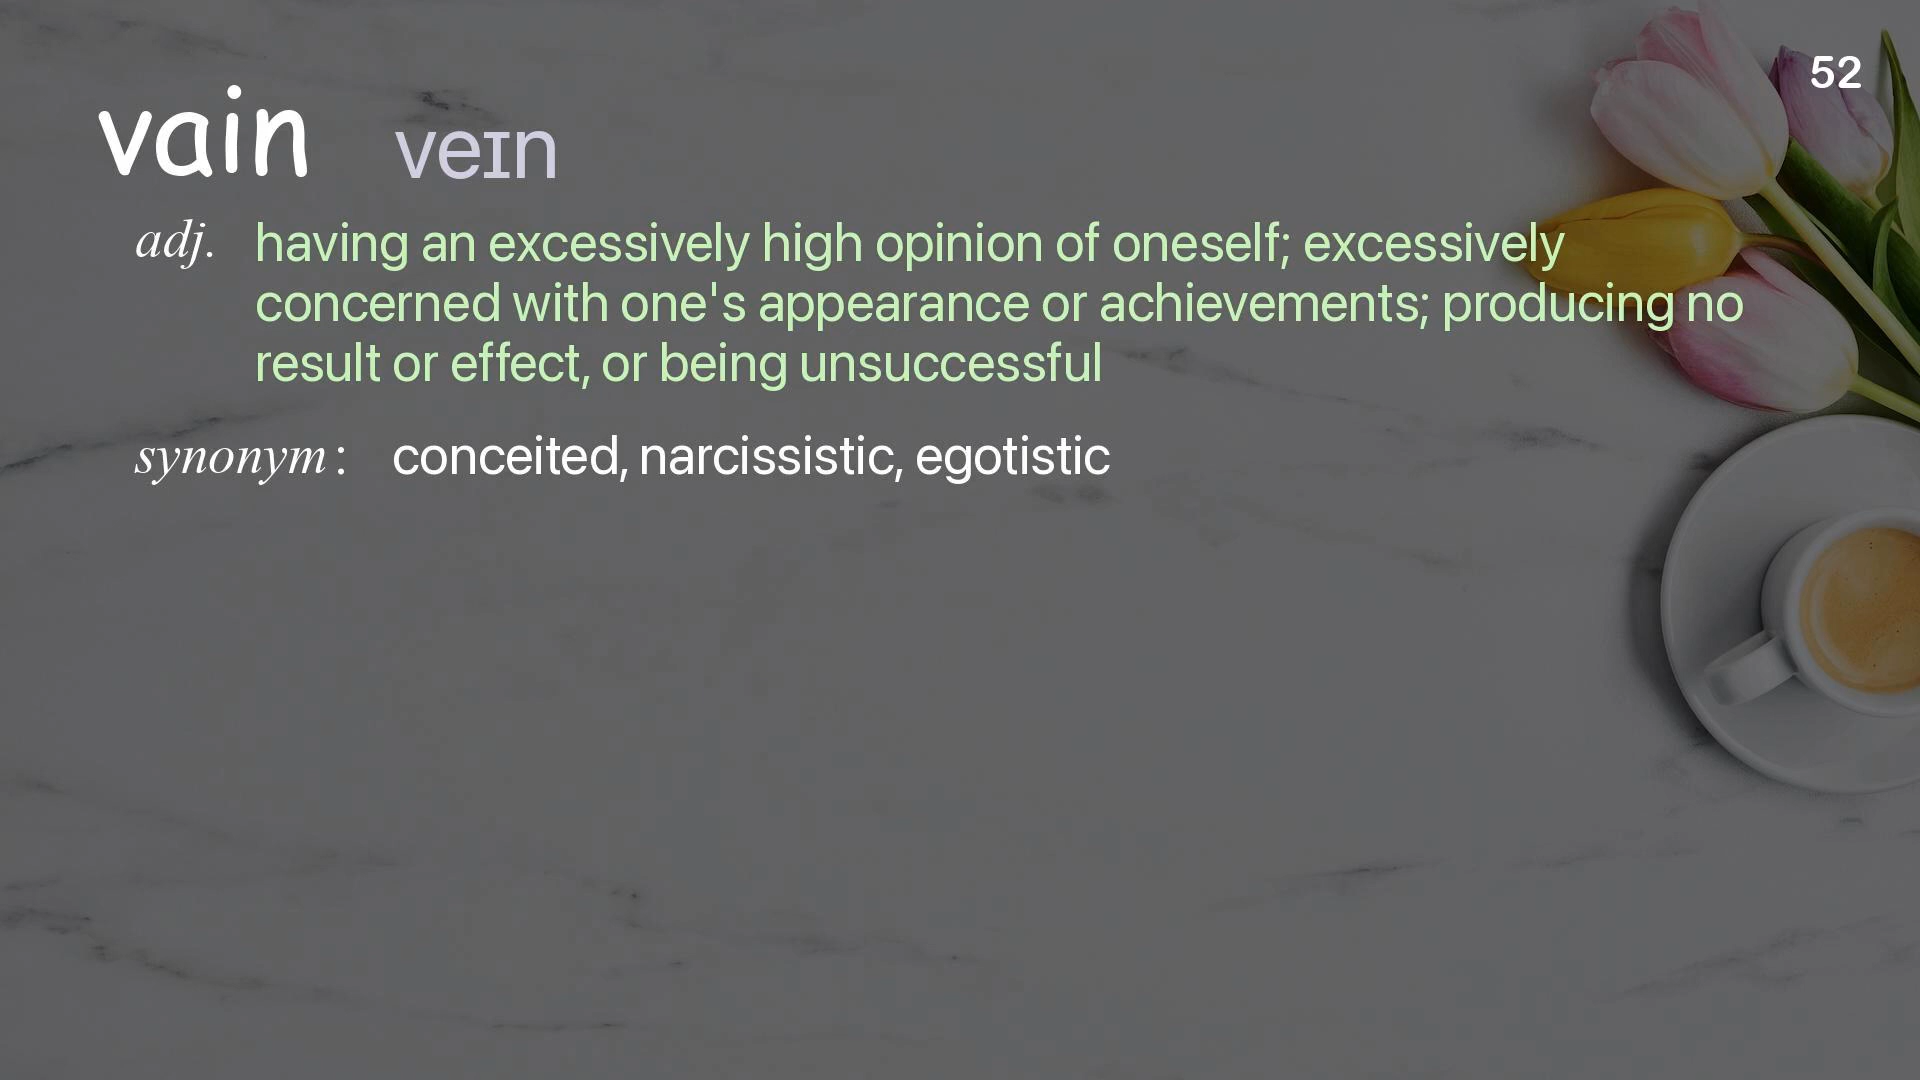 52
vain veɪn
adj. having an excessively high opinion of oneself; excessively
concerned with one's appearance or achievements; producing no
result or effect, or being unsuccessful
synonym: conceited, narcissistic, egotistic